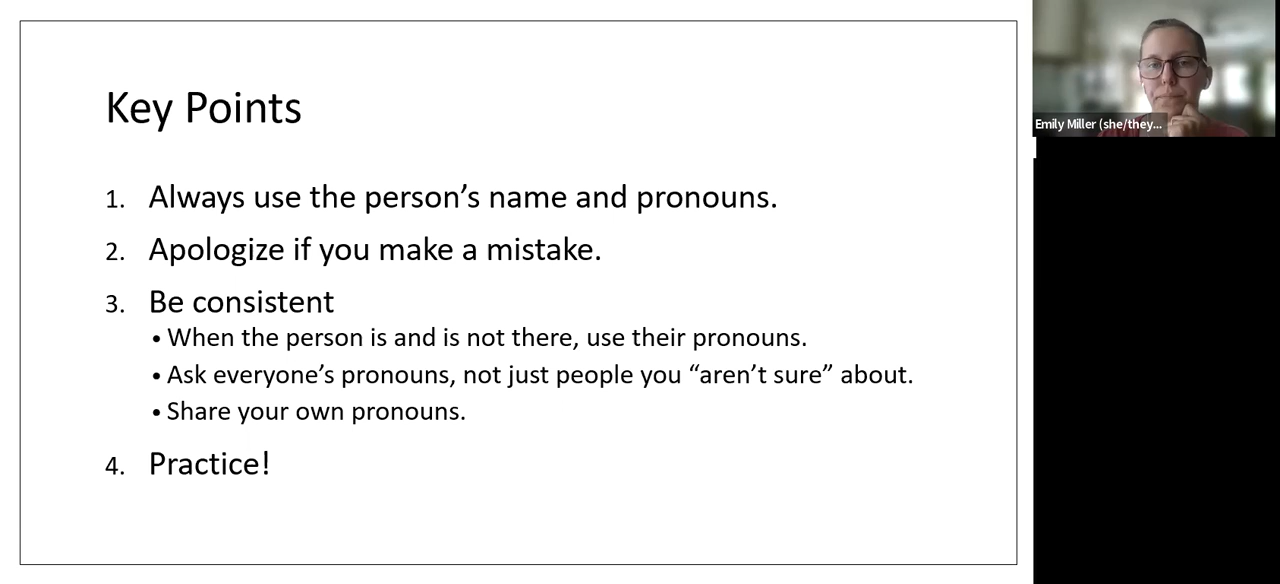 Key Points
1. Always use the person’s name and pronouns.
2. Apologize if you make a mistake.
3. Be consistent
• When the person is and is not there, use their pronouns.
• Ask everyone’s pronouns, not just people you “aren’t sure” about.
• Share your own pronouns.
4. Practice!
Emily Miller (she/they...